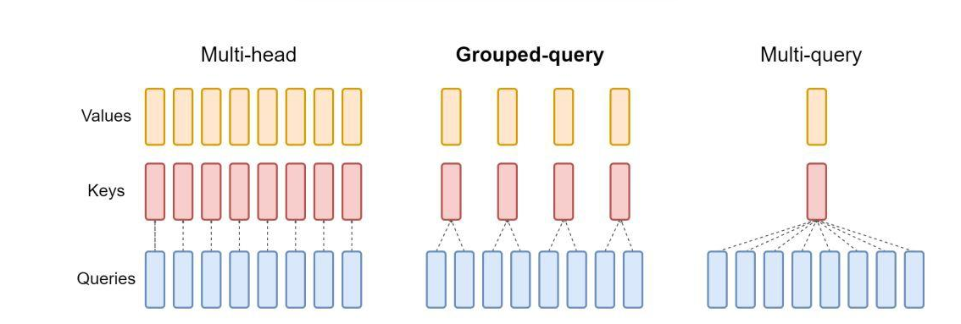 Multi-head
Grouped-query
Multi-query
Values
Keys
Queries